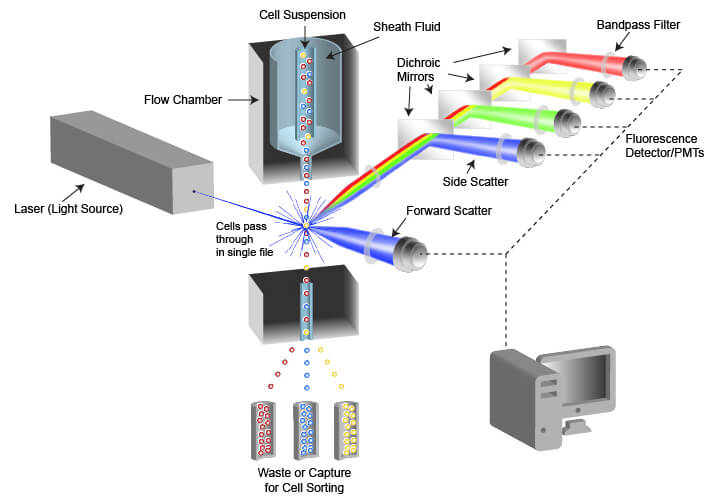 Cell Suspension
Sheath Fluid
Bandpass Filter
Dichroic
Mirrors
Flow Chamber
Fluorescence
Detector/PMTs
Side Scatter
Laser (Light Source)
Forward Scatter
Cells pass
through
in single file
Waste or Capture
for Cell Sorting